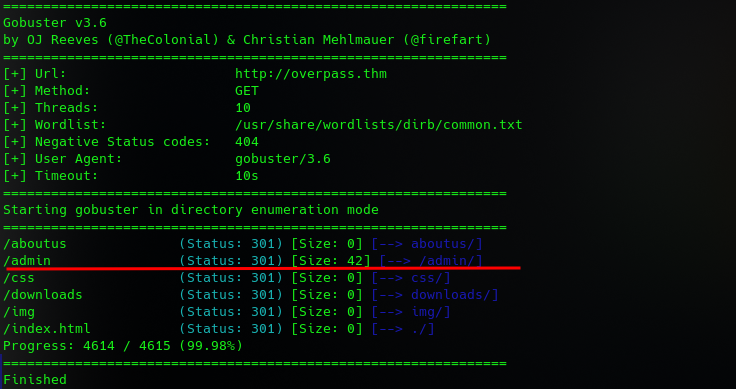 ===============================================================
Gobuster v3.6
by OJ Reeves (@TheColonial) & Christian Mehlmauer (@firefart)
===============================================================
[+] Url:                     http://overpass.thm
[+] Method:                  GET
[+] Threads:                 10
[+] Wordlist:                /usr/share/wordlists/dirb/common.txt
[+] Negative Status codes:   404
[+] User Agent:              gobuster/3.6
[+] Timeout:                 10s
===============================================================
Starting gobuster in directory enumeration mode
===============================================================
/aboutus              (Status: 301) [Size: 0] [--> aboutus/]
/admin                (Status: 301) [Size: 42] [--> /admin/]
/css                  (Status: 301) [Size: 0] [--> css/]
/downloads            (Status: 301) [Size: 0] [--> downloads/]
/img                  (Status: 301) [Size: 0] [--> img/]
/index.html           (Status: 301) [Size: 0] [--> ./]
Progress: 4614 / 4615 (99.98%)
===============================================================
Finished